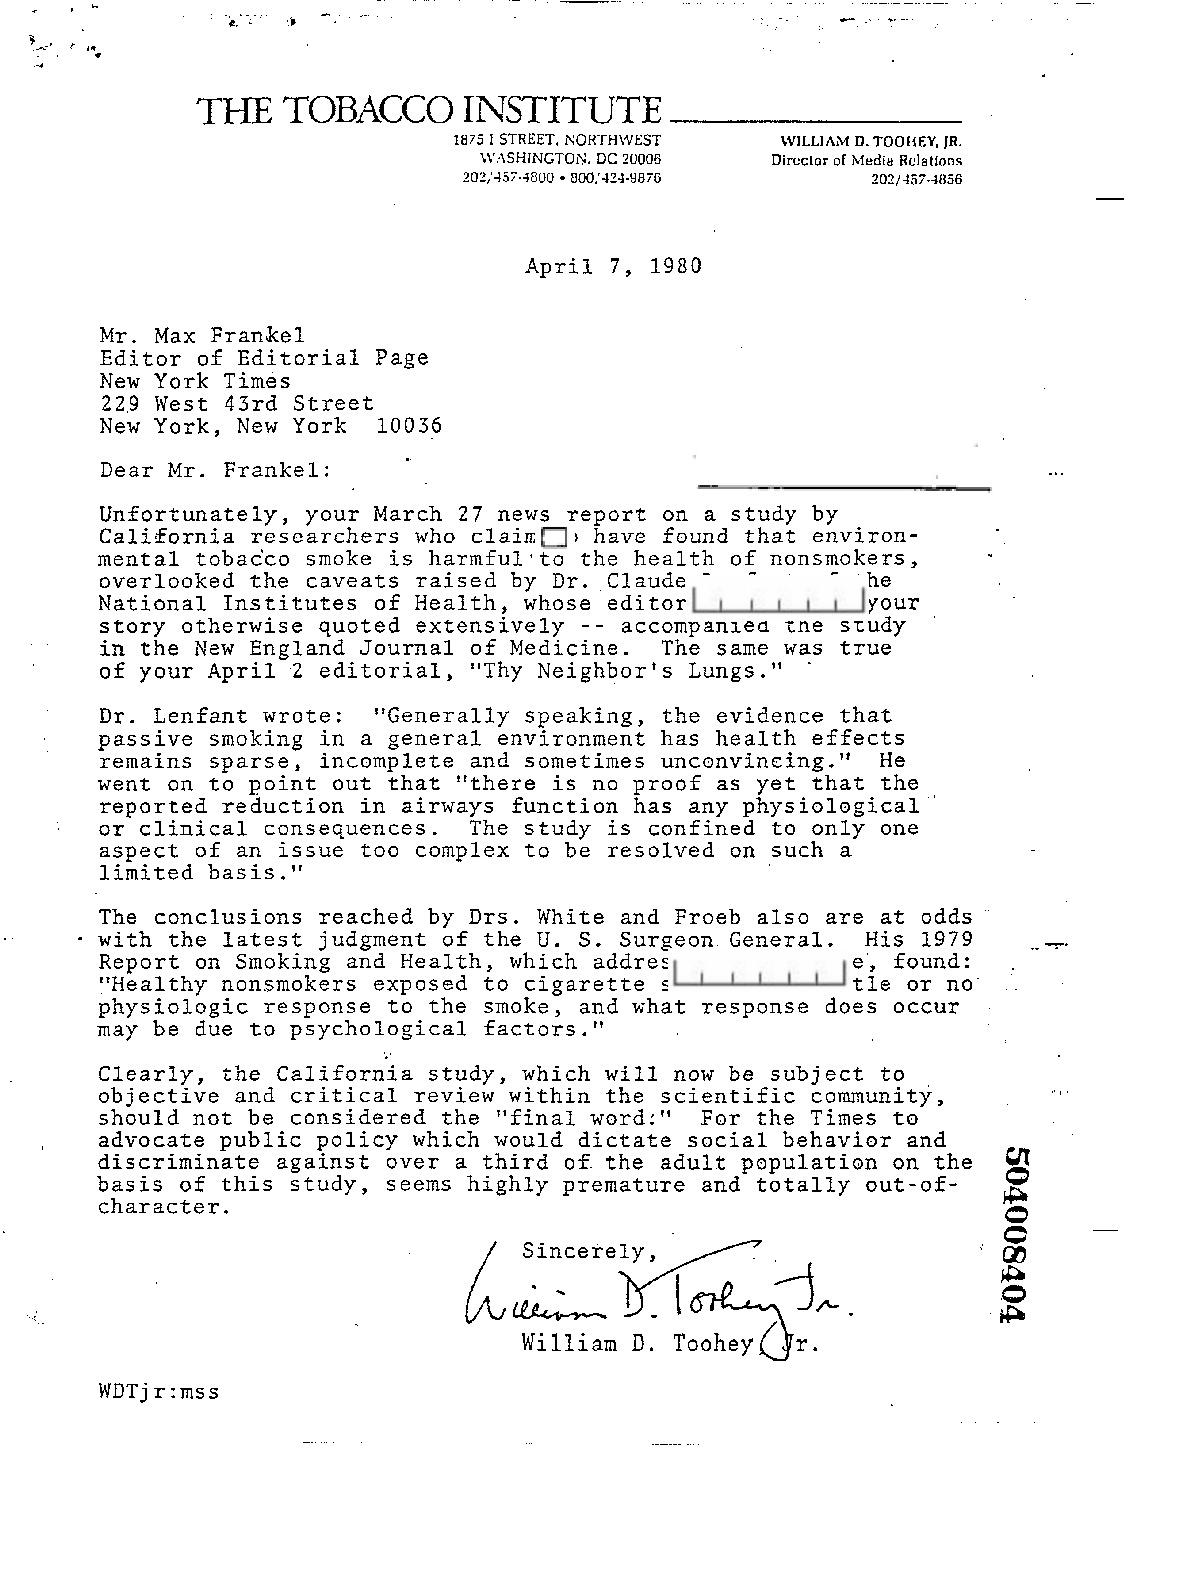 THE TOBACCO INSTITUTE
1875 I STREET, NORTHWEST
WASHINGTON, DC 20006
202/457-4800 • 800/424-9876
WILLIAM D. TOOHEY, JR.
Director of Media Relations
202/457-4856
April 7, 1980
Mr. Max Frankel
Editor of Editorial Page
New York Times
229 West 43rd Street
New York, New York 10036
Dear Mr. Frankel:
Unfortunately, your March 27 news report on a study by
California researchers who claim have found that environ-
mental tobacco smoke is harmful to the health of nonsmokers,
overlooked the caveats raised by Dr. Claude he
National Institutes of Health, whose editor your
story otherwise quoted extensively -- accompanied the study
in the New England Journal of Medicine. The same was true
of your April 2 editorial, "Thy Neighbor's Lungs."
Dr. Lenfant wrote: "Generally speaking, the evidence that
passive smoking in a general environment has health effects
remains sparse, incomplete and sometimes unconvincing." He
went on to point out that "there is no proof as yet that the
reported reduction in airways function has any physiological
or clinical consequences. The study is confined to only one
aspect of an issue too complex to be resolved on such a
limited basis."
The conclusions reached by Drs. White and Froeb also are at odds
with the latest judgment of the U. S. Surgeon General. His 1979
Report on Smoking and Health, which addres e, found:
"Healthy nonsmokers exposed to cigarette s tle or no
physiologic response to the smoke, and what response does occur
may be due to psychological factors."
Clearly, the California study, which will now be subject to
objective and critical review within the scientific community,
should not be considered the "final word:" For the Times to
advocate public policy which would dictate social behavior and
discriminate against over a third of the adult population on the
basis of this study, seems highly premature and totally out-of-
character.
Sincerely,
William D. Toohey Jr.
William D. Toohey Jr.
WDTjr:mss
504008404